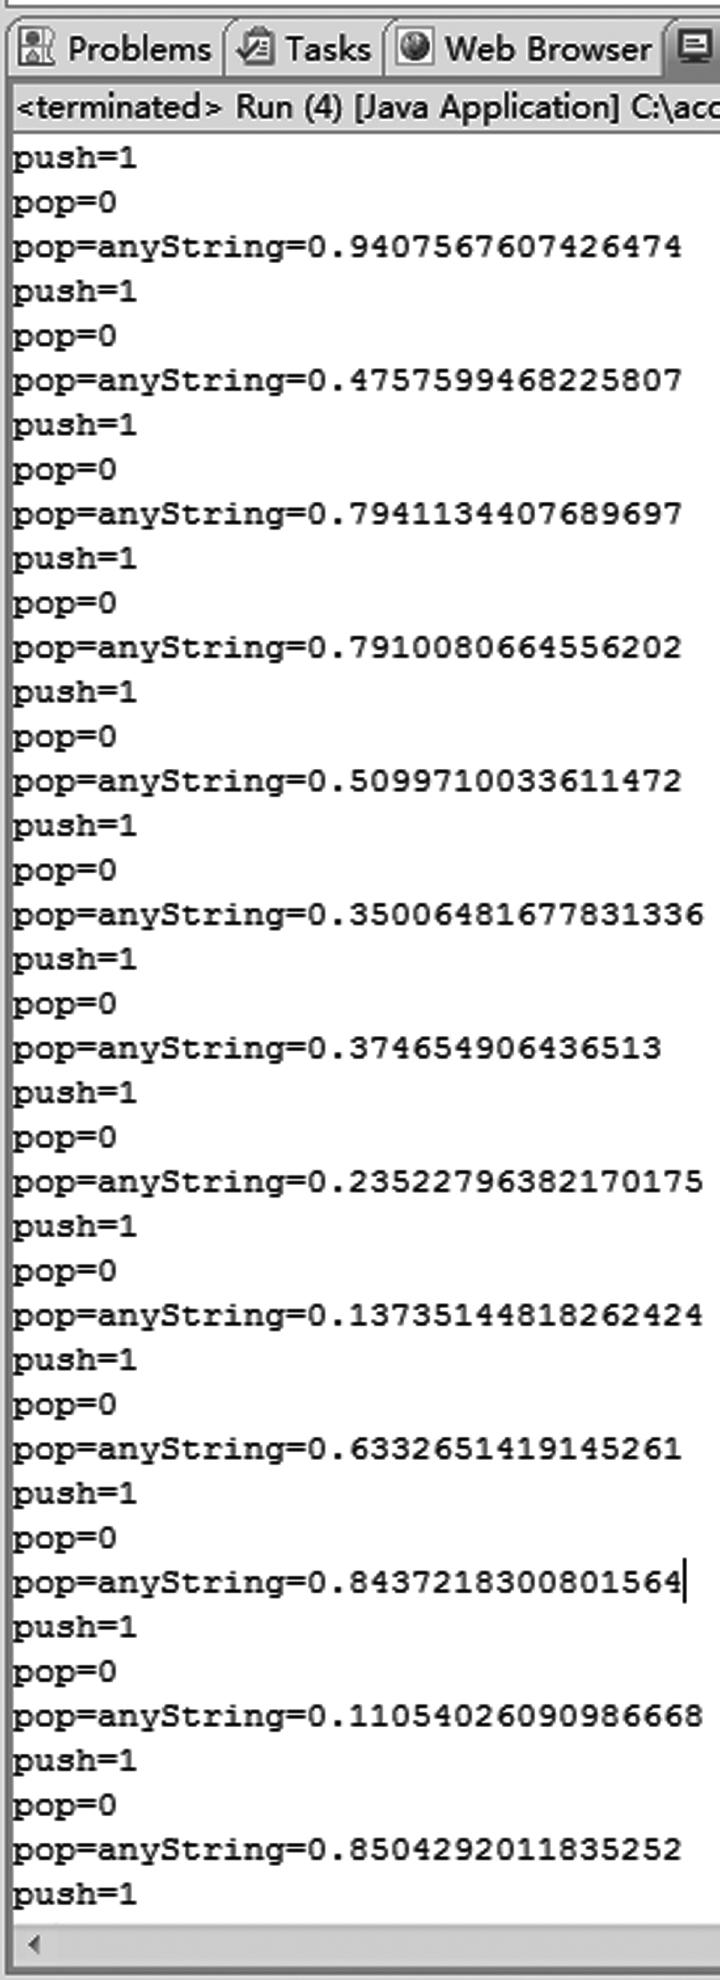 Problems Tasks Web Browser
<terminated> Run (4) [Java Application] C:\acc
push=1
pop=0
pop=anyString=0.9407567607426474
push=1
pop=0
pop=anyString=0.4757599468225807
push=1
pop=0
pop=anyString=0.7941134407689697
push=1
pop=0
pop=anyString=0.7910080664556202
push=1
pop=0
pop=anyString=0.5099710033611472
push=1
pop=0
pop=anyString=0.35006481677831336
push=1
pop=0
pop=anyString=0.374654906436513
push=1
pop=0
pop=anyString=0.23522796382170175
push=1
pop=0
pop=anyString=0.13735144818262424
push=1
pop=0
pop=anyString=0.6332651419145261
push=1
pop=0
pop=anyString=0.8437218300801564
push=1
pop=0
pop=anyString=0.11054026090986668
push=1
pop=0
pop=anyString=0.8504292011835252
push=1